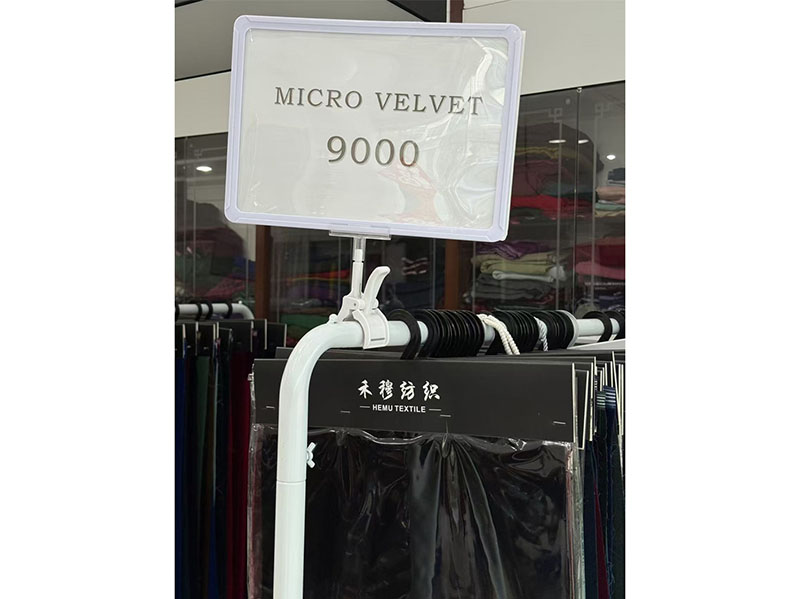 MICRO VELVET
9000
禾穆纺织
HEMU TEXTILE